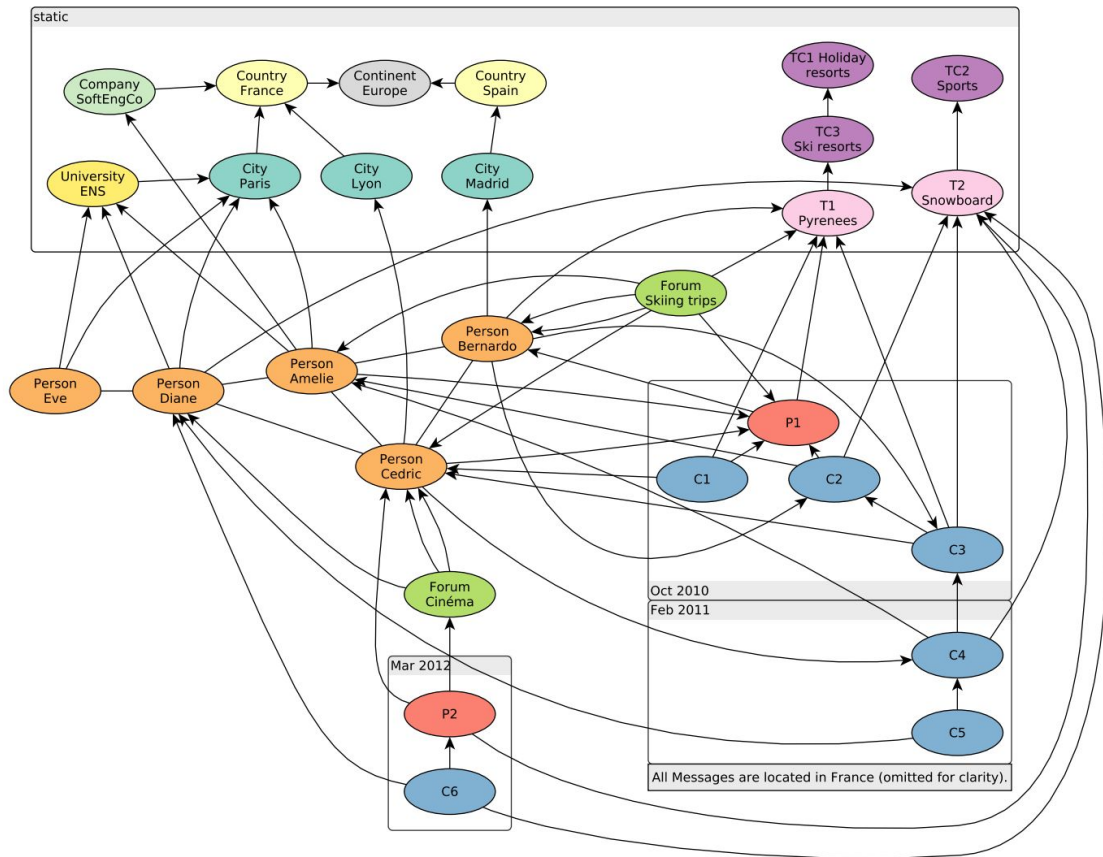 static
TC1 Holiday
resorts
Company
SoftEngCo
Country
France
Continent
Europe
Country
Spain
TC2
Sports
TC3
Ski resorts
University
ENS
City
Paris
City
Lyon
City
Madrid
T1
Pyrenees
T2
Snowboard
Forum
Skiing trips
Person
Bernardo
Person
Amelie
Person
Eve
Person
Diane
P1
Person
Cedric
C1
C2
C3
Forum
Cinéma
Oct 2010
Feb 2011
C4
Mar 2012
P2
C5
C6
All Messages are located in France (omitted for clarity).